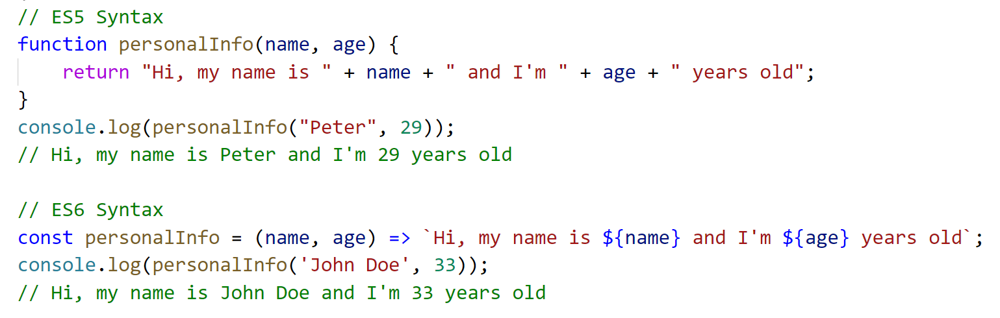 // ES5 Syntax
function personalInfo(name, age) {
    return "Hi, my name is " + name + " and I'm " + age + " years old";
}
console.log(personalInfo("Peter", 29));
// Hi, my name is Peter and I'm 29 years old

// ES6 Syntax
const personalInfo = (name, age) => `Hi, my name is ${name} and I'm ${age} years old`;
console.log(personalInfo('John Doe', 33));
// Hi, my name is John Doe and I'm 33 years old